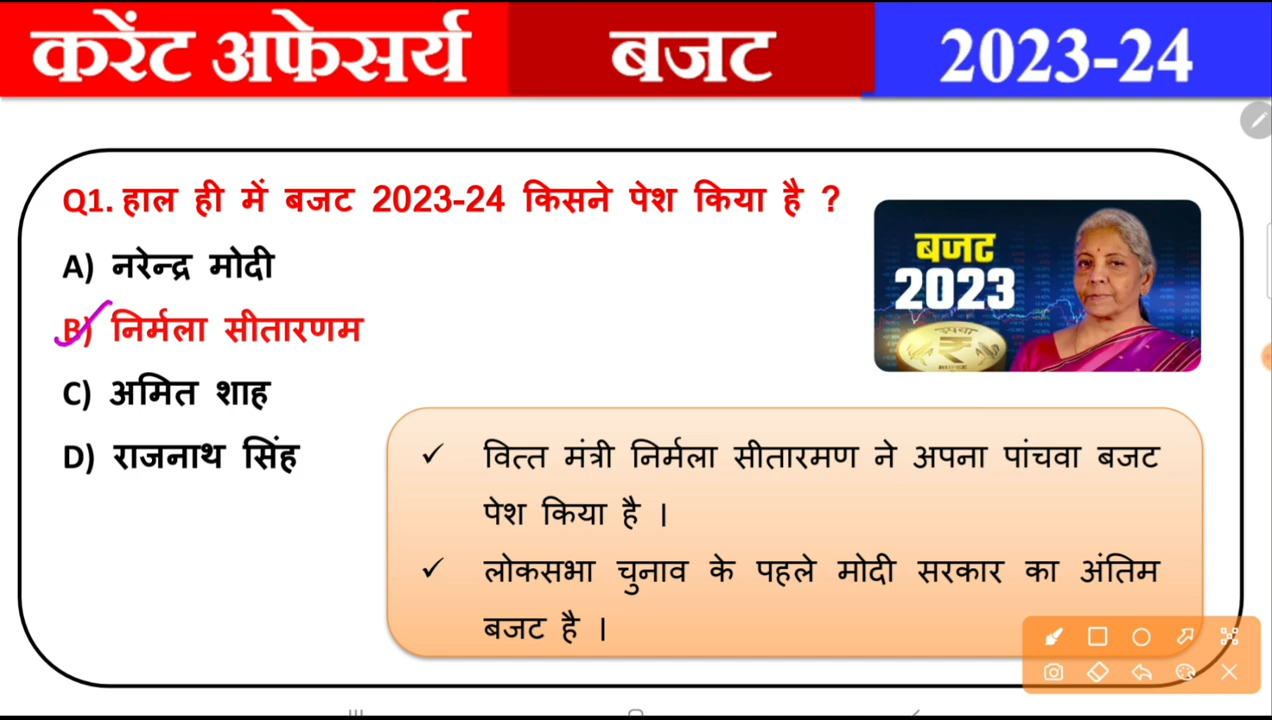 करेंट अफेसर्य बजट 2023-24
Q1. हाल ही में बजट 2023-24 किसने पेश किया है ?
A) नरेन्द्र मोदी
B) निर्मला सीतारणम
C) अमित शाह
D) राजनाथ सिंह
बजट
2023
रुपया
₹
✓ वित्त मंत्री निर्मला सीतारमण ने अपना पांचवा बजट
पेश किया है ।
✓ लोकसभा चुनाव के पहले मोदी सरकार का अंतिम
बजट है ।